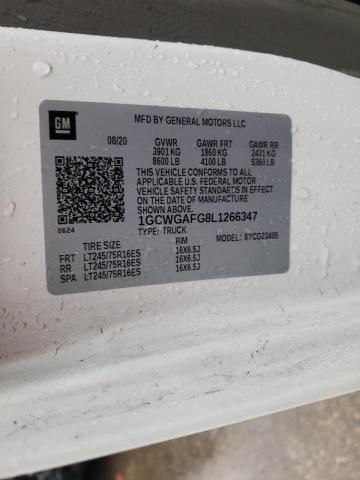 GM
MFD BY GENERAL MOTORS LLC
08/20 GVWR GAWR FRT GAWR RR
3901 KG 1860 KG 2431 KG
8600 LB 4100 LB 5360 LB
THIS VEHICLE CONFORMS TO ALL
APPLICABLE U.S. FEDERAL MOTOR
VEHICLE SAFETY STANDARDS IN
EFFECT ON THE DATE OF
MANUFACTURE SHOWN ABOVE.
1GCWGAFG8L1266347
S624 TYPE: TRUCK
TIRE SIZE RIM MODEL: 87CG23405
FRT LT245/75R16ES 16X6.5J
RR LT245/75R16ES 16X6.5J
SPA LT245/75R16ES 16X6.5J